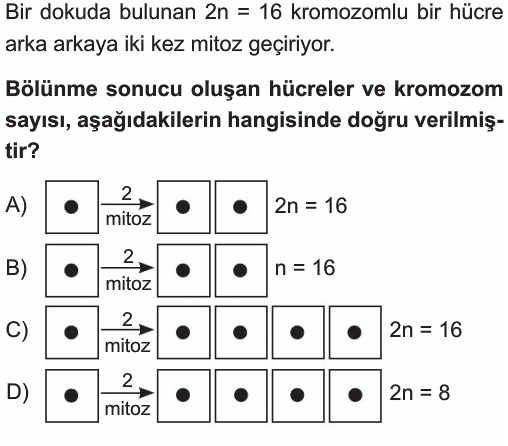 Bir dokuda bulunan 2n = 16 kromozomlu bir hücre
arka arkaya iki kez mitoz geçiriyor.
Bölünme sonucu oluşan hücreler ve kromozom
sayısı, aşağıdakilerin hangisinde doğru verilmiş-
tir?
A) 2 mitoz 2n = 16
B) 2 mitoz n = 16
C) 2 mitoz 2n = 16
D) 2 mitoz 2n = 8